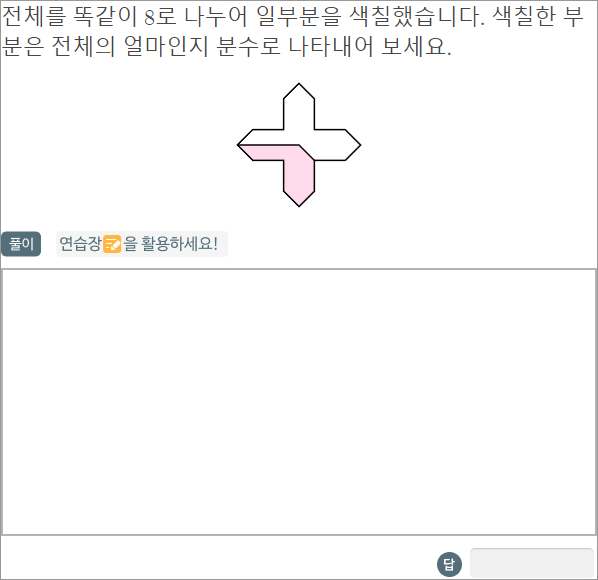 전체를 똑같이 8로 나누어 일부분을 색칠했습니다. 색칠한 부
분은 전체의 얼마인지 분수로 나타내어 보세요.
풀이 연습장을 활용하세요!
답